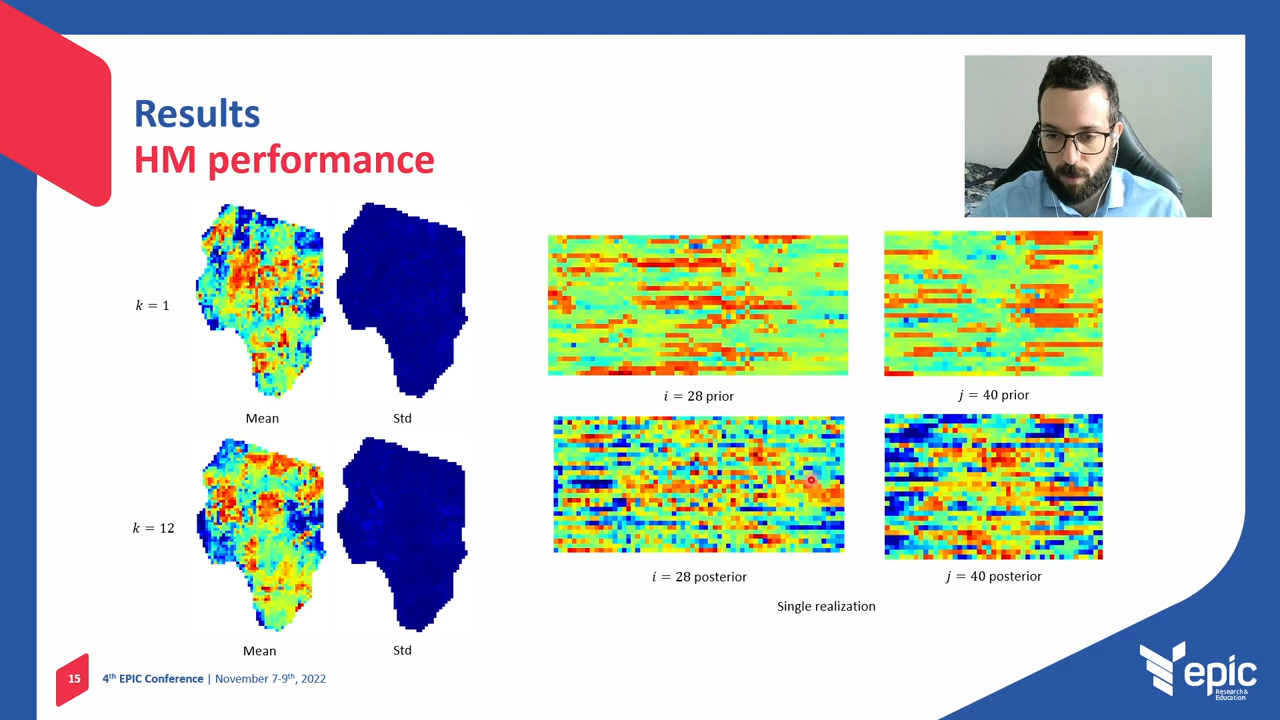 Results
HM performance
k = 1
Mean
Std
k = 12
Mean
Std
i = 28 prior
j = 40 prior
i = 28 posterior
j = 40 posterior
Single realization
15
4th EPIC Conference | November 7-9th, 2022
epic
Research &
Education